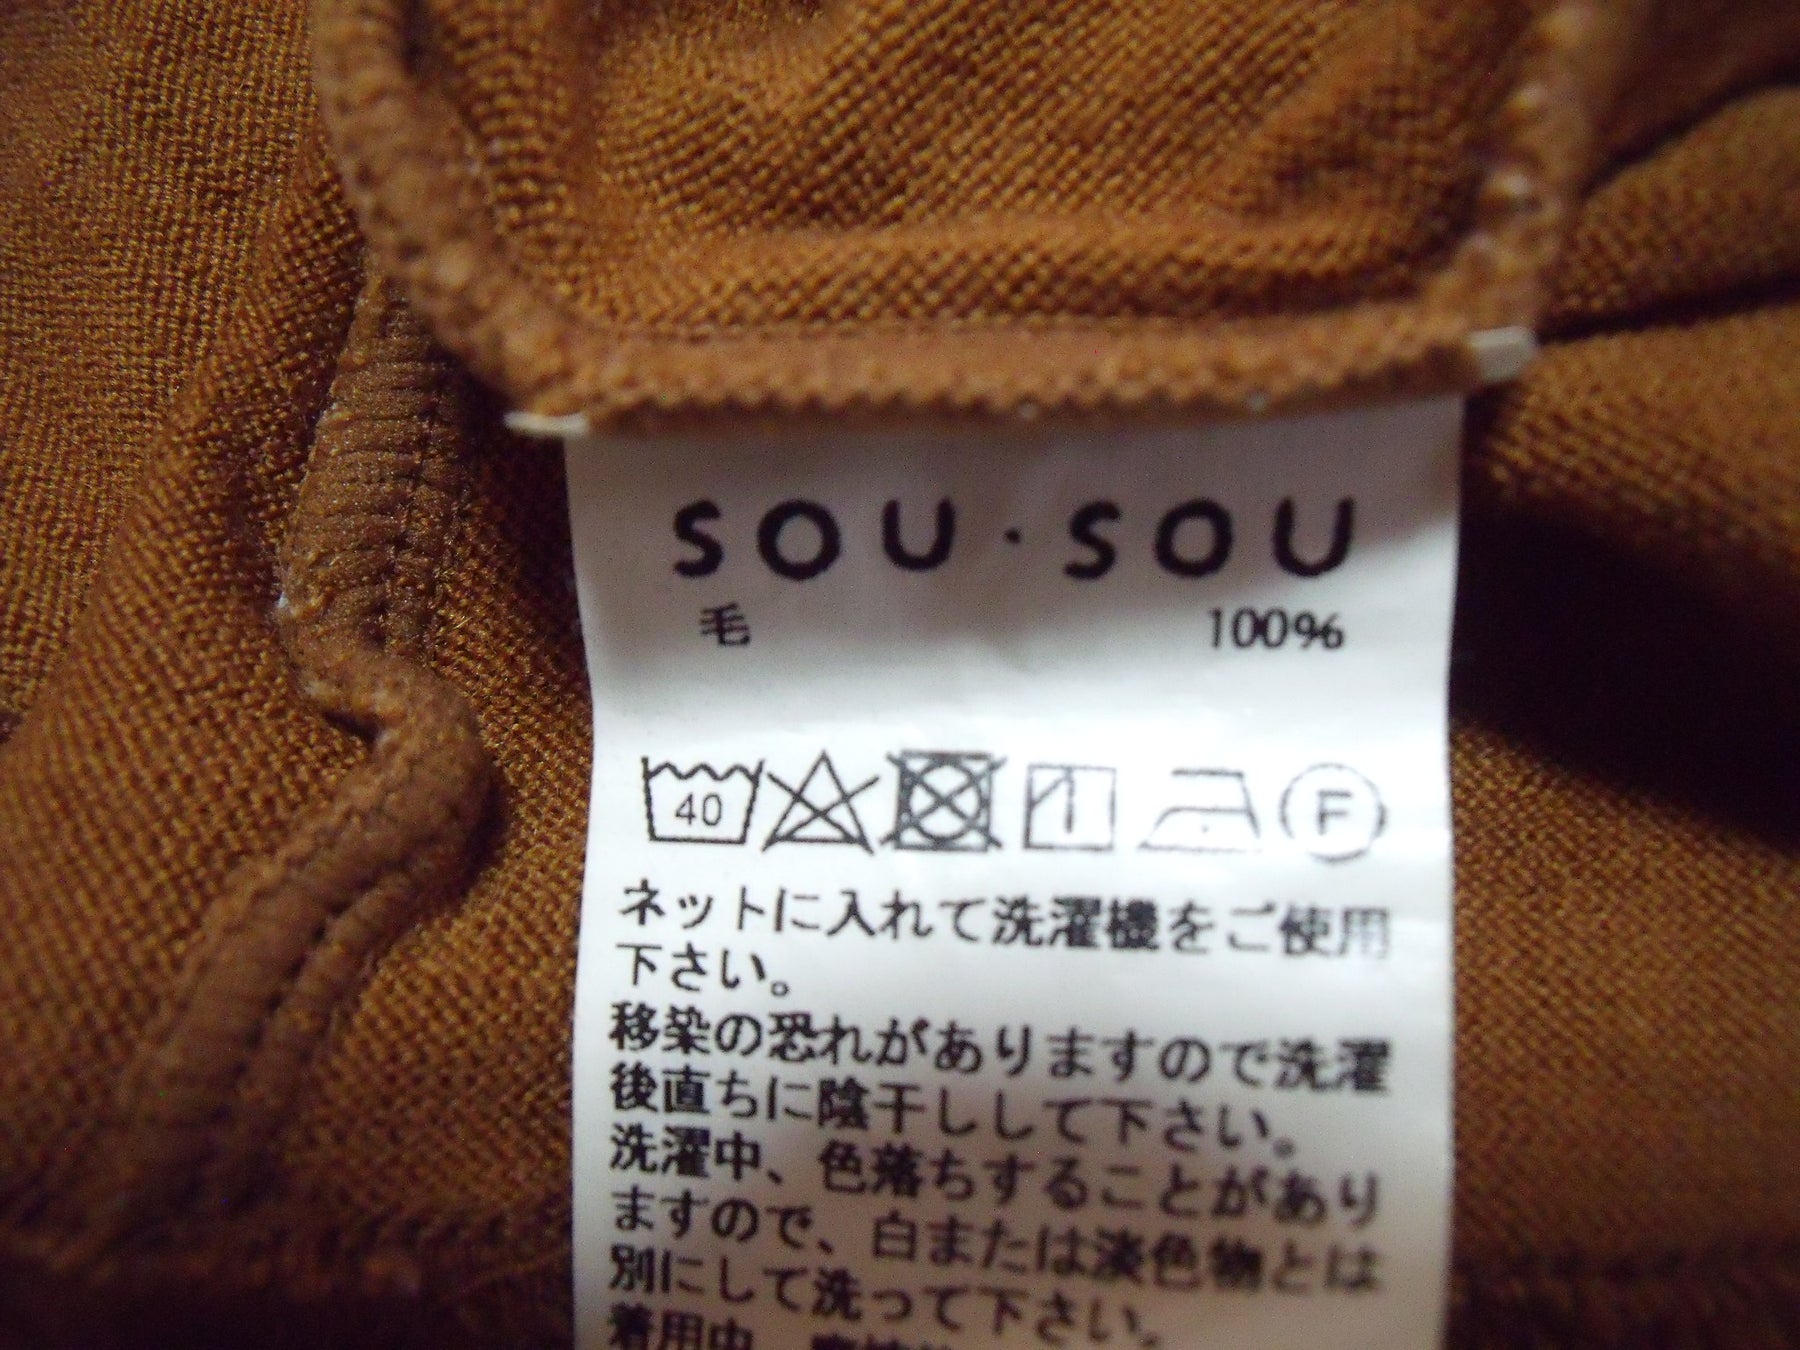 SOU・SOU
毛 100%
40 F
ネットに入れて洗濯機をご使用
下さい。
移染の恐れがありますので洗濯
後直ちに陰干しして下さい。
洗濯中、色落ちすることがあり
ますので、白または淡色物とは
別にして洗って下さい。
着用中、